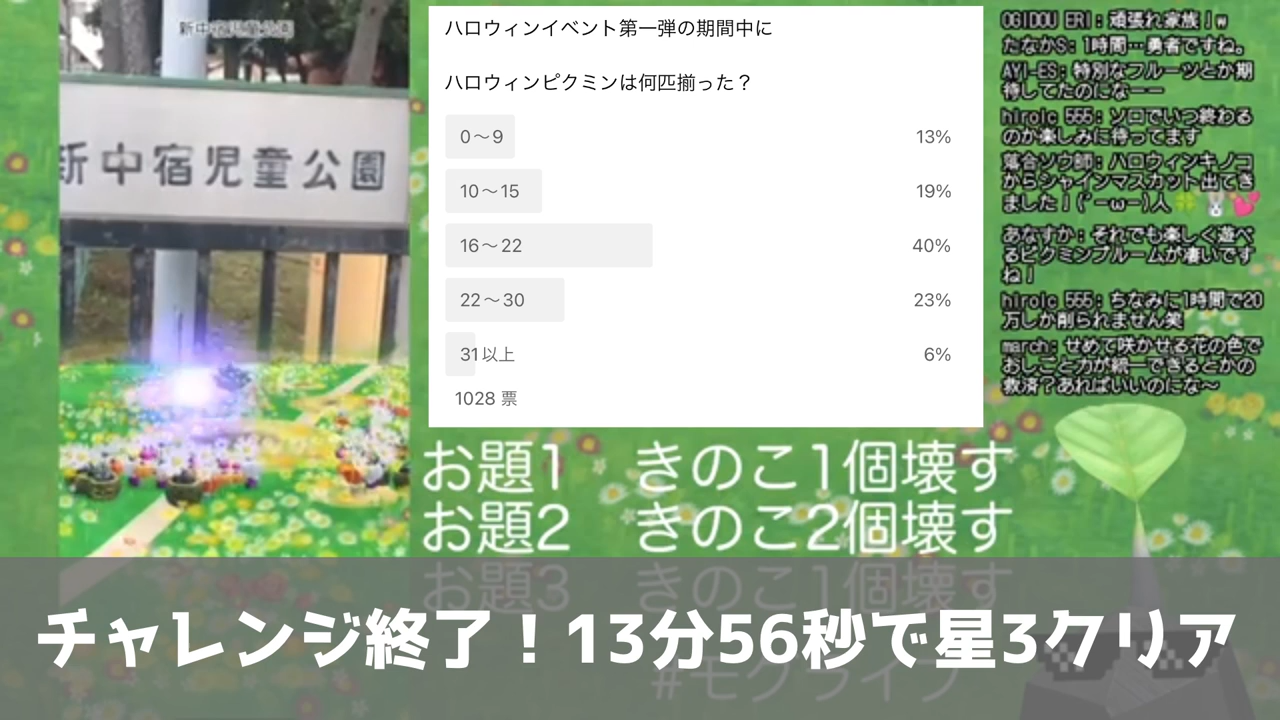 新中宿児童公園
新中宿児童公園
ハロウィンイベント第一弾の期間中に
ハロウィンピクミンは何匹揃った？
0～9 13%
10～15 19%
16～22 40%
22～30 23%
31以上 6%
1028 票
OGIDOU ERI: 頑張れ家族！w
たなかS: 1時間…勇者ですね。
AYI-ES: 特別なフルーツとか期
待してたのになーー
hiroic 555: ソロでいつ終わる
のか楽しみに待ってます
落合ソウ師: ハロウィンキノコ
からシャインマスカット出てき
ました！(´-ω-)人🍀🐰💕
あなすか: それでも楽しく遊べ
るピクミンブルームが凄いです
ね！
hiroic 555: ちなみに1時間で20
万しか削られません笑
march: せめて咲かせる花の色で
おしごと力が統一できるとかの
救済？あればいいのにな～
お題1 きのこ1個壊す
お題2 きのこ2個壊す
お題3 きのこ1個壊す
チャレンジ終了！13分56秒で星3クリア
#モクライブ